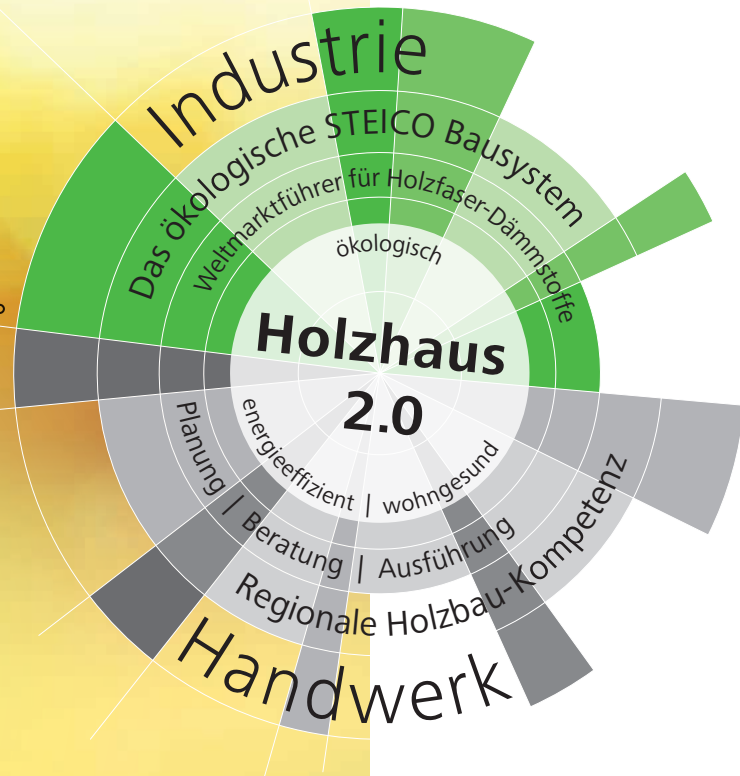 Industrie
Das ökologische STEICO Bausystem
Weltmarktführer für Holzfaser-Dämmstoffe
ökologisch
Holzhaus
2.0
energieeffizient | wohngesund
Planung | Beratung | Ausführung
Regionale Holzbau-Kompetenz
Handwerk